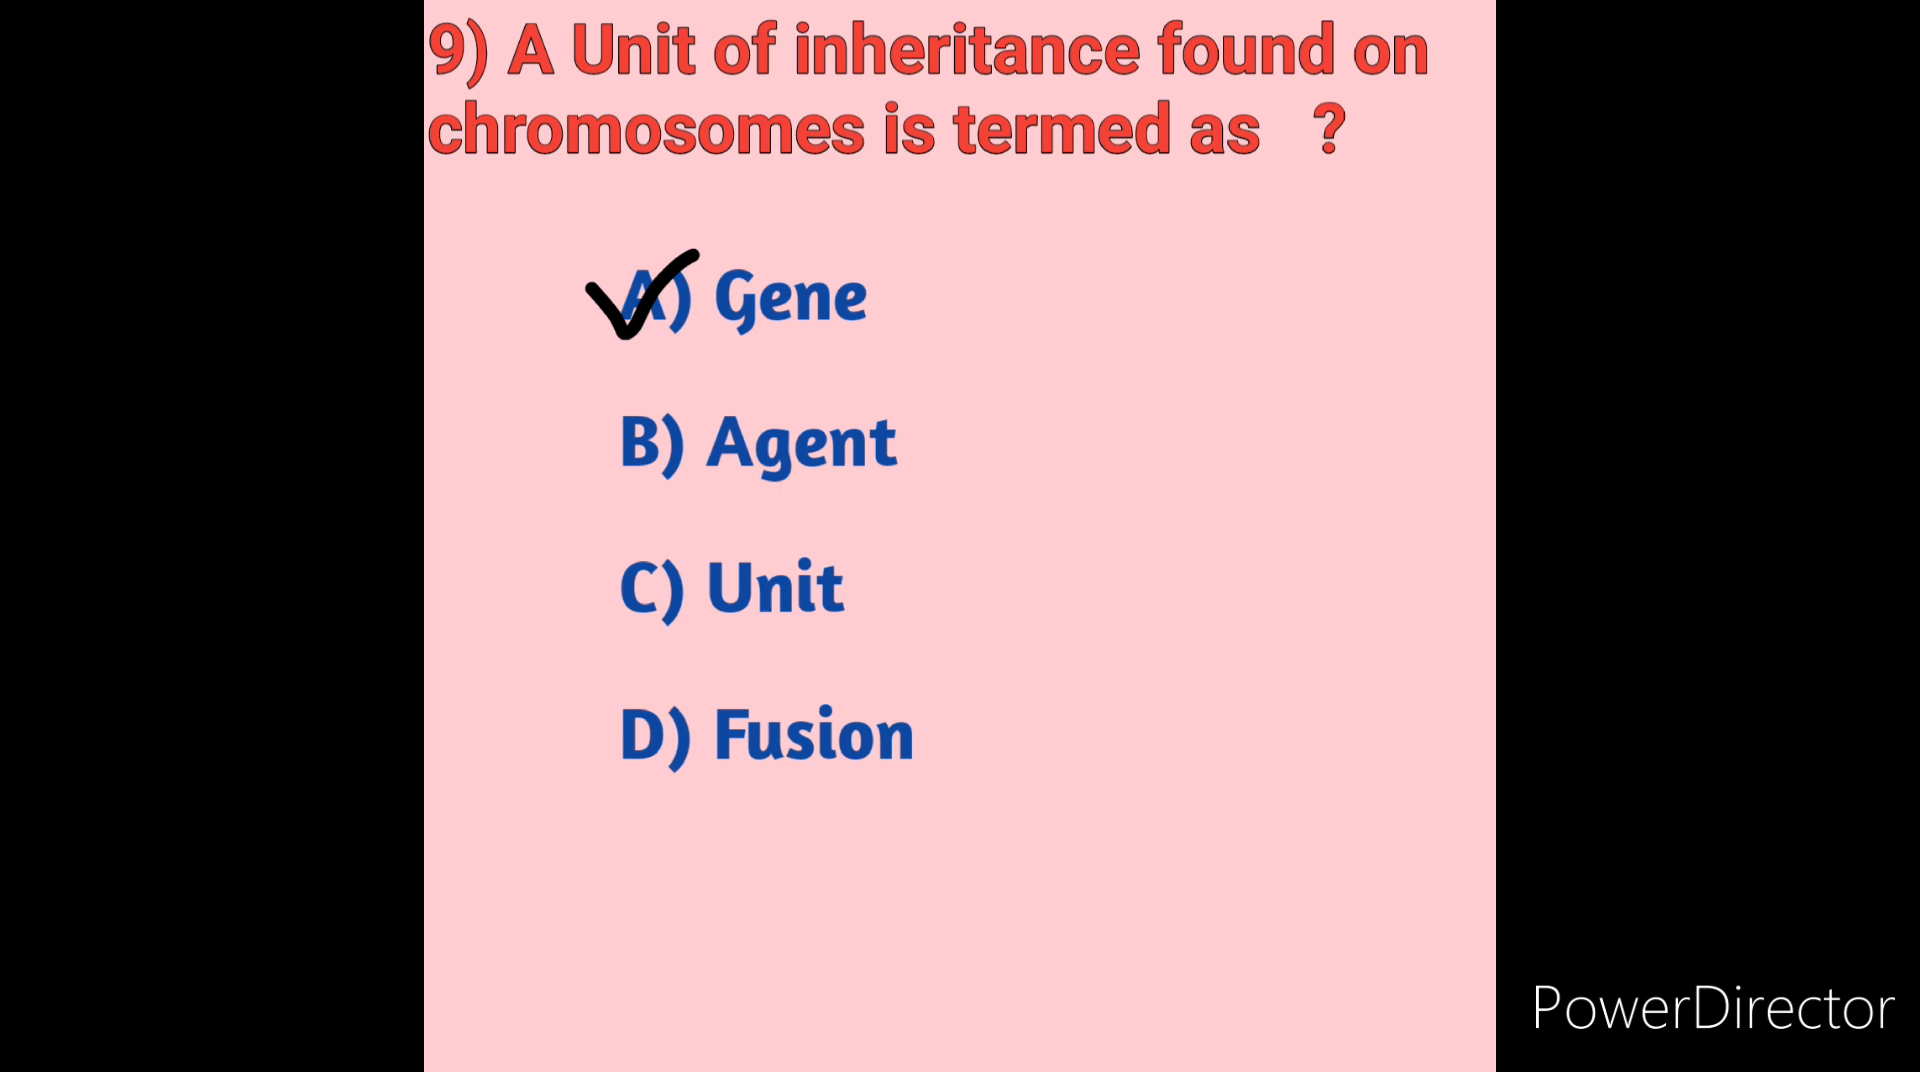 9) A Unit of inheritance found on
chromosomes is termed as ?
A) Gene
B) Agent
C) Unit
D) Fusion
PowerDirector